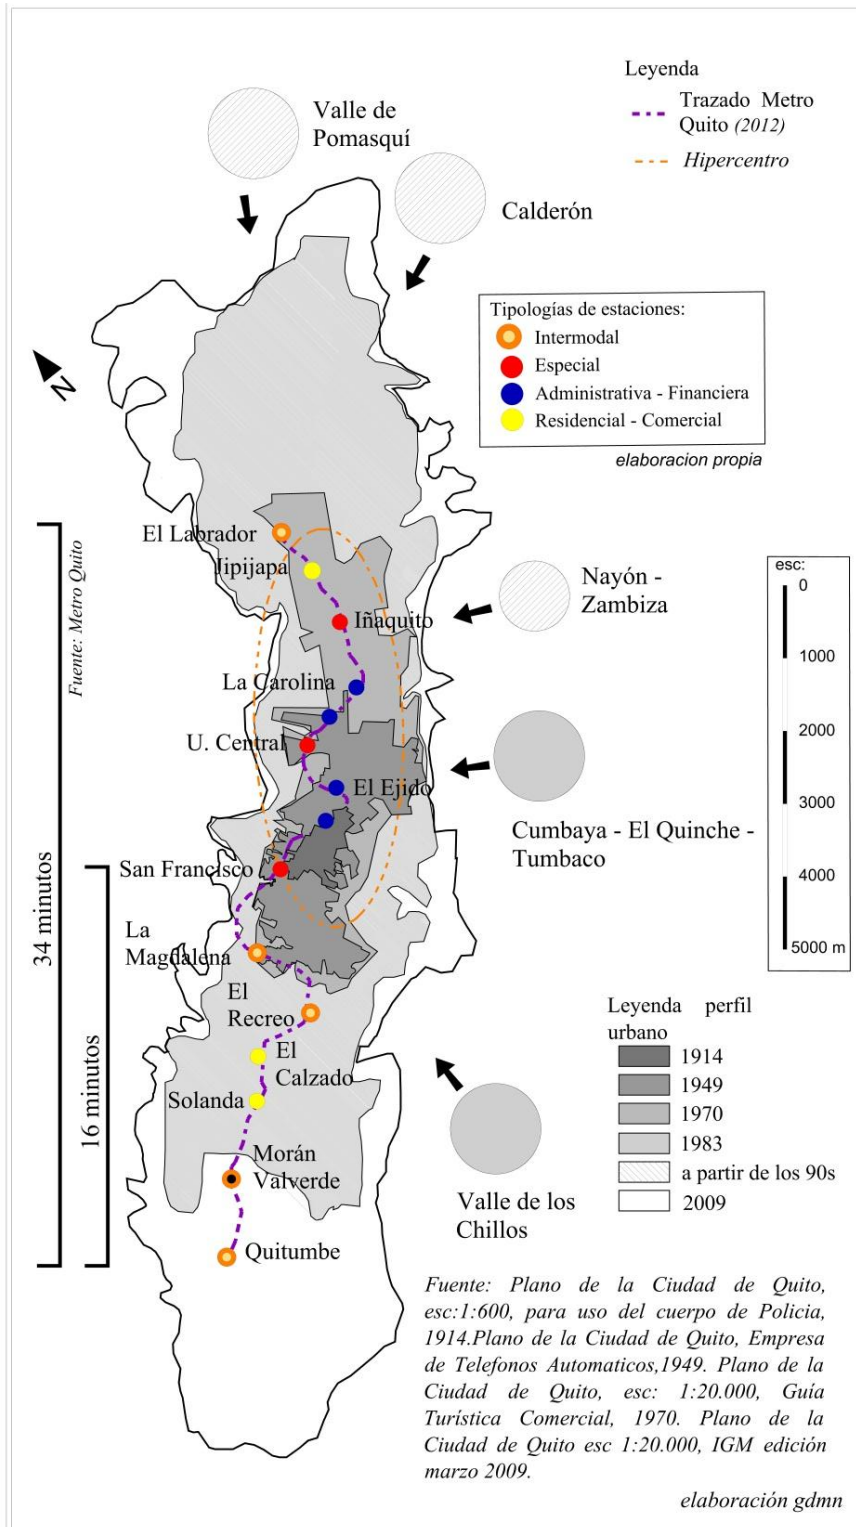 Leyenda
Trazado Metro
Quito (2012)
Hipercentro
Valle de
Pomasquí
Calderón
N
Tipologías de estaciones:
Intermodal
Especial
Administrativa - Financiera
Residencial - Comercial
elaboracion propia
El Labrador
Jipijapa
Iñaquito
La Carolina
U. Central
El Ejido
San Francisco
La
Magdalena
El
Recreo
El
Calzado
Solanda
Morán
Valverde
Quitumbe
34 minutos
16 minutos
Fuente: Metro Quito
Nayón -
Zambiza
Cumbaya - El Quinche -
Tumbaco
Valle de los
Chillos
esc:
0
1000
2000
3000
4000
5000 m
Leyenda perfil
urbano
1914
1949
1970
1983
a partir de los 90s
2009
Fuente: Plano de la Ciudad de Quito,
esc:1:600, para uso del cuerpo de Policia,
1914.Plano de la Ciudad de Quito, Empresa
de Telefonos Automaticos,1949. Plano de la
Ciudad de Quito, esc: 1:20.000, Guía
Turística Comercial, 1970. Plano de la
Ciudad de Quito esc 1:20.000, IGM edición
marzo 2009.
elaboración gdmn